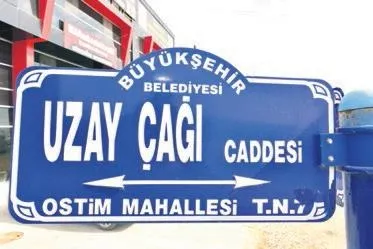 BÜYÜKŞEHİR
BELEDİYESİ
UZAY ÇAĞI CADDESİ
OSTİM MAHALLESİ T.N.7